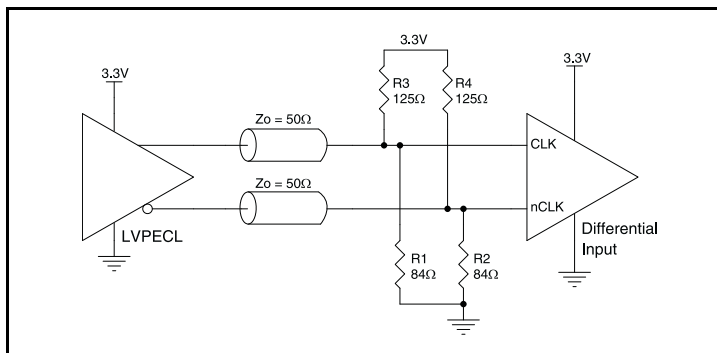 3.3V
3.3V
3.3V
R3
125Ω
R4
125Ω
Zo = 50Ω
CLK
Zo = 50Ω
nCLK
LVPECL
Differential
Input
R1
84Ω
R2
84Ω